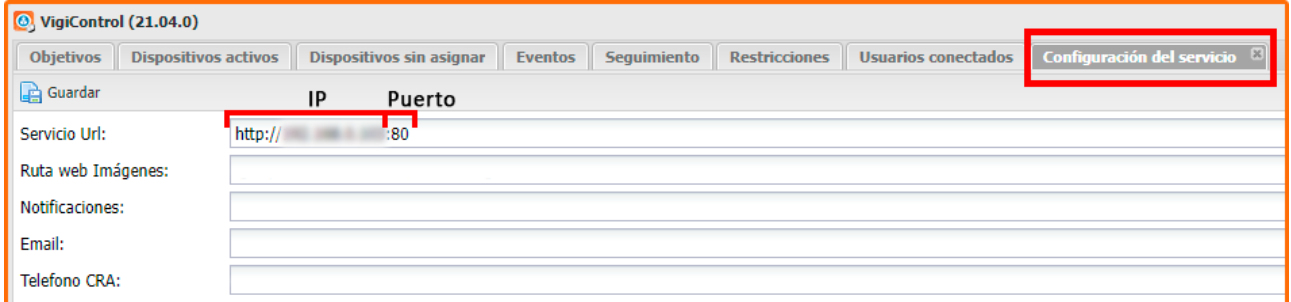 VigiControl (21.04.0)
Objetivos Dispositivos activos Dispositivos sin asignar Eventos Seguimiento Restricciones Usuarios conectados Configuración del servicio
Guardar
IP Puerto
Servicio Url: http:// :80
Ruta web Imágenes:
Notificaciones:
Email:
Telefono CRA: